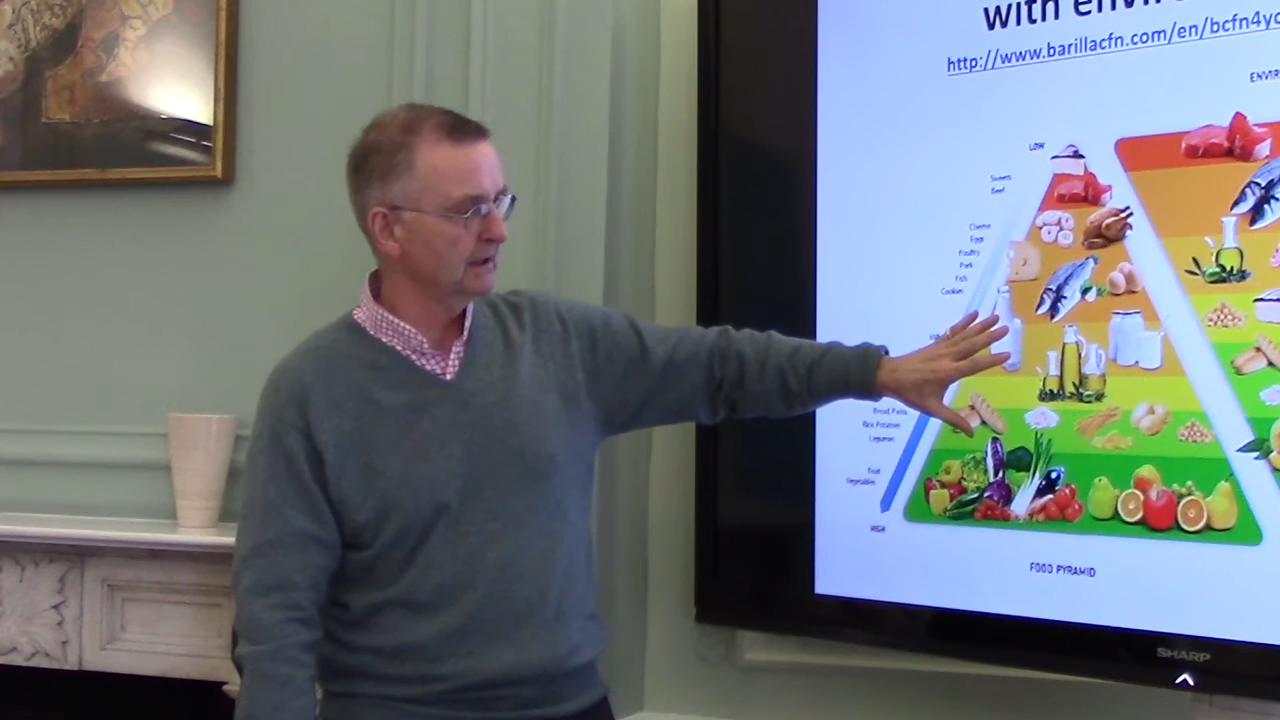 with envir
http://www.barillacfn.com/en/bcfn4yo
ENVIR
LOW
Sweets
Beef
Cheese
Eggs
Poultry
Pork
Fish
Cookies
Bread, Pasta
Rice, Potatoes
Legumes
Fruit
Vegetables
HIGH
FOOD PYRAMID
SHARP